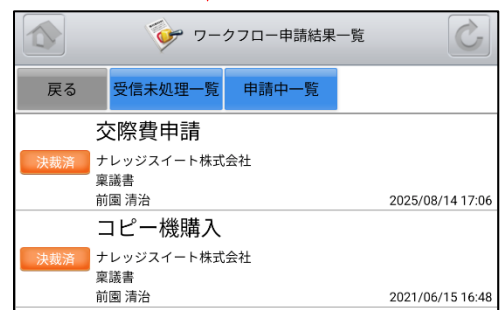 ワークフロー申請結果一覧
戻る 受信未処理一覧 申請中一覧
交際費申請
決裁済 ナレッジスイート株式会社
稟議書
前園 清治 2025/08/14 17:06
コピー機購入
決裁済 ナレッジスイート株式会社
稟議書
前園 清治 2021/06/15 16:48